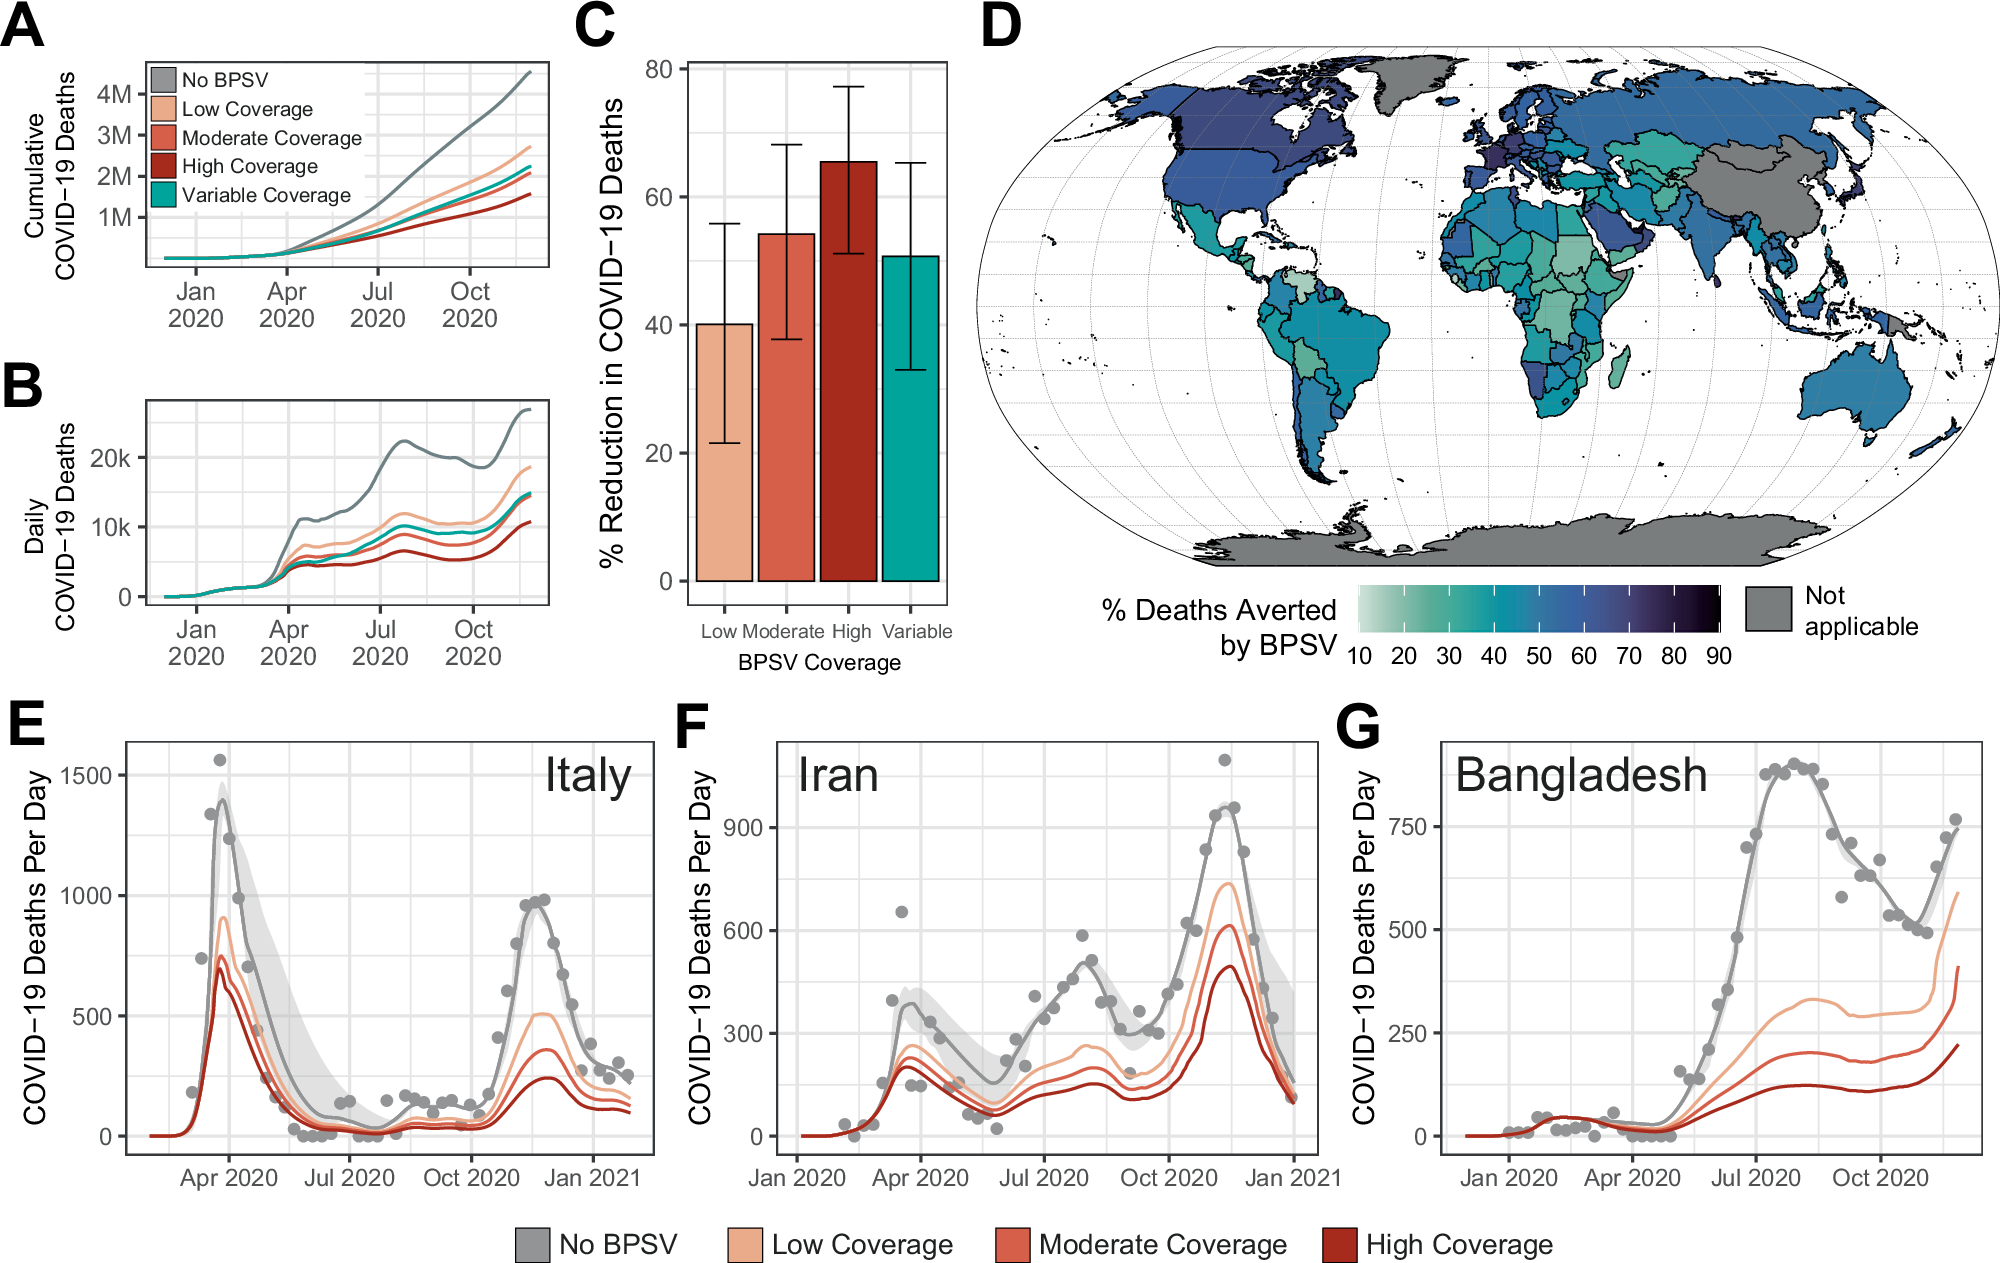 A
Cumulative
COVID−19 Deaths
4M
3M
2M
1M
No BPSV
Low Coverage
Moderate Coverage
High Coverage
Variable Coverage
Jan
2020
Apr
2020
Jul
2020
Oct
2020
B
Daily
COVID−19 Deaths
20k
10k
0
Jan
2020
Apr
2020
Jul
2020
Oct
2020
C
% Reduction in COVID−19 Deaths
80
60
40
20
0
Low Moderate High Variable
BPSV Coverage
D
% Deaths Averted
by BPSV
10 20 30 40 50 60 70 80 90
Not
applicable
E
Italy
COVID−19 Deaths Per Day
1500
1000
500
0
Apr 2020 Jul 2020 Oct 2020 Jan 2021
F
Iran
COVID−19 Deaths Per Day
900
600
300
0
Jan 2020 Apr 2020 Jul 2020 Oct 2020 Jan 2021
G
Bangladesh
COVID−19 Deaths Per Day
750
500
250
0
Jan 2020 Apr 2020 Jul 2020 Oct 2020
No BPSV Low Coverage Moderate Coverage High Coverage